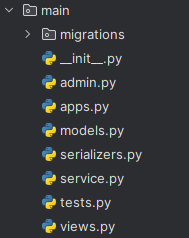 main
migrations
__init__.py
admin.py
apps.py
models.py
serializers.py
service.py
tests.py
views.py